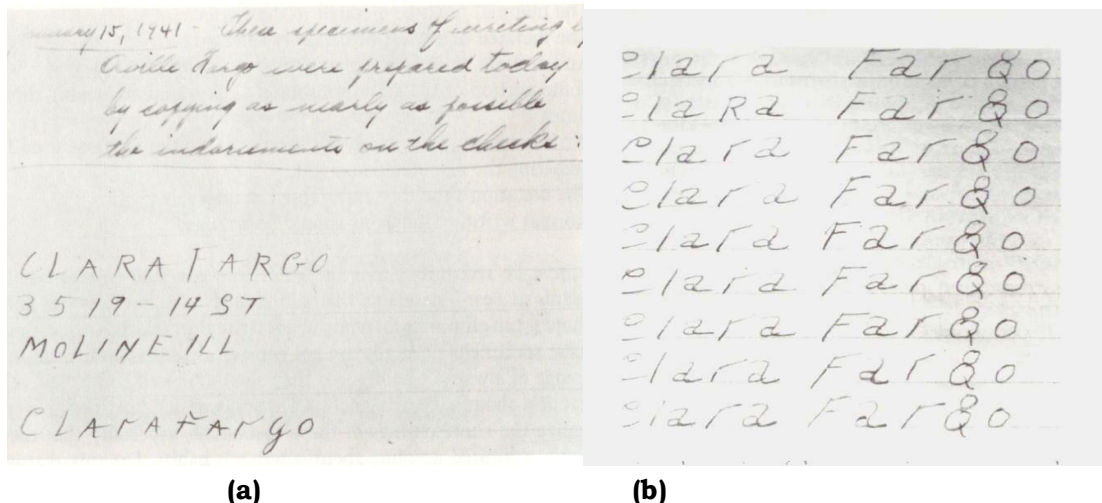 15, 1941 - These specimens of writing
Orville Fargo were prepared today
by copying as nearly as possible
the indorsements on the checks :
CLARA FARGO
3519-14 ST
MOLINE ILL
ClArA FArgo
Clara Fargo
ClaRa Fargo
Clara Fargo
Clara Fargo
Clara Fargo
Clara Fargo
Clara Fargo
Clara Fargo
Clara Fargo
(a)
(b)